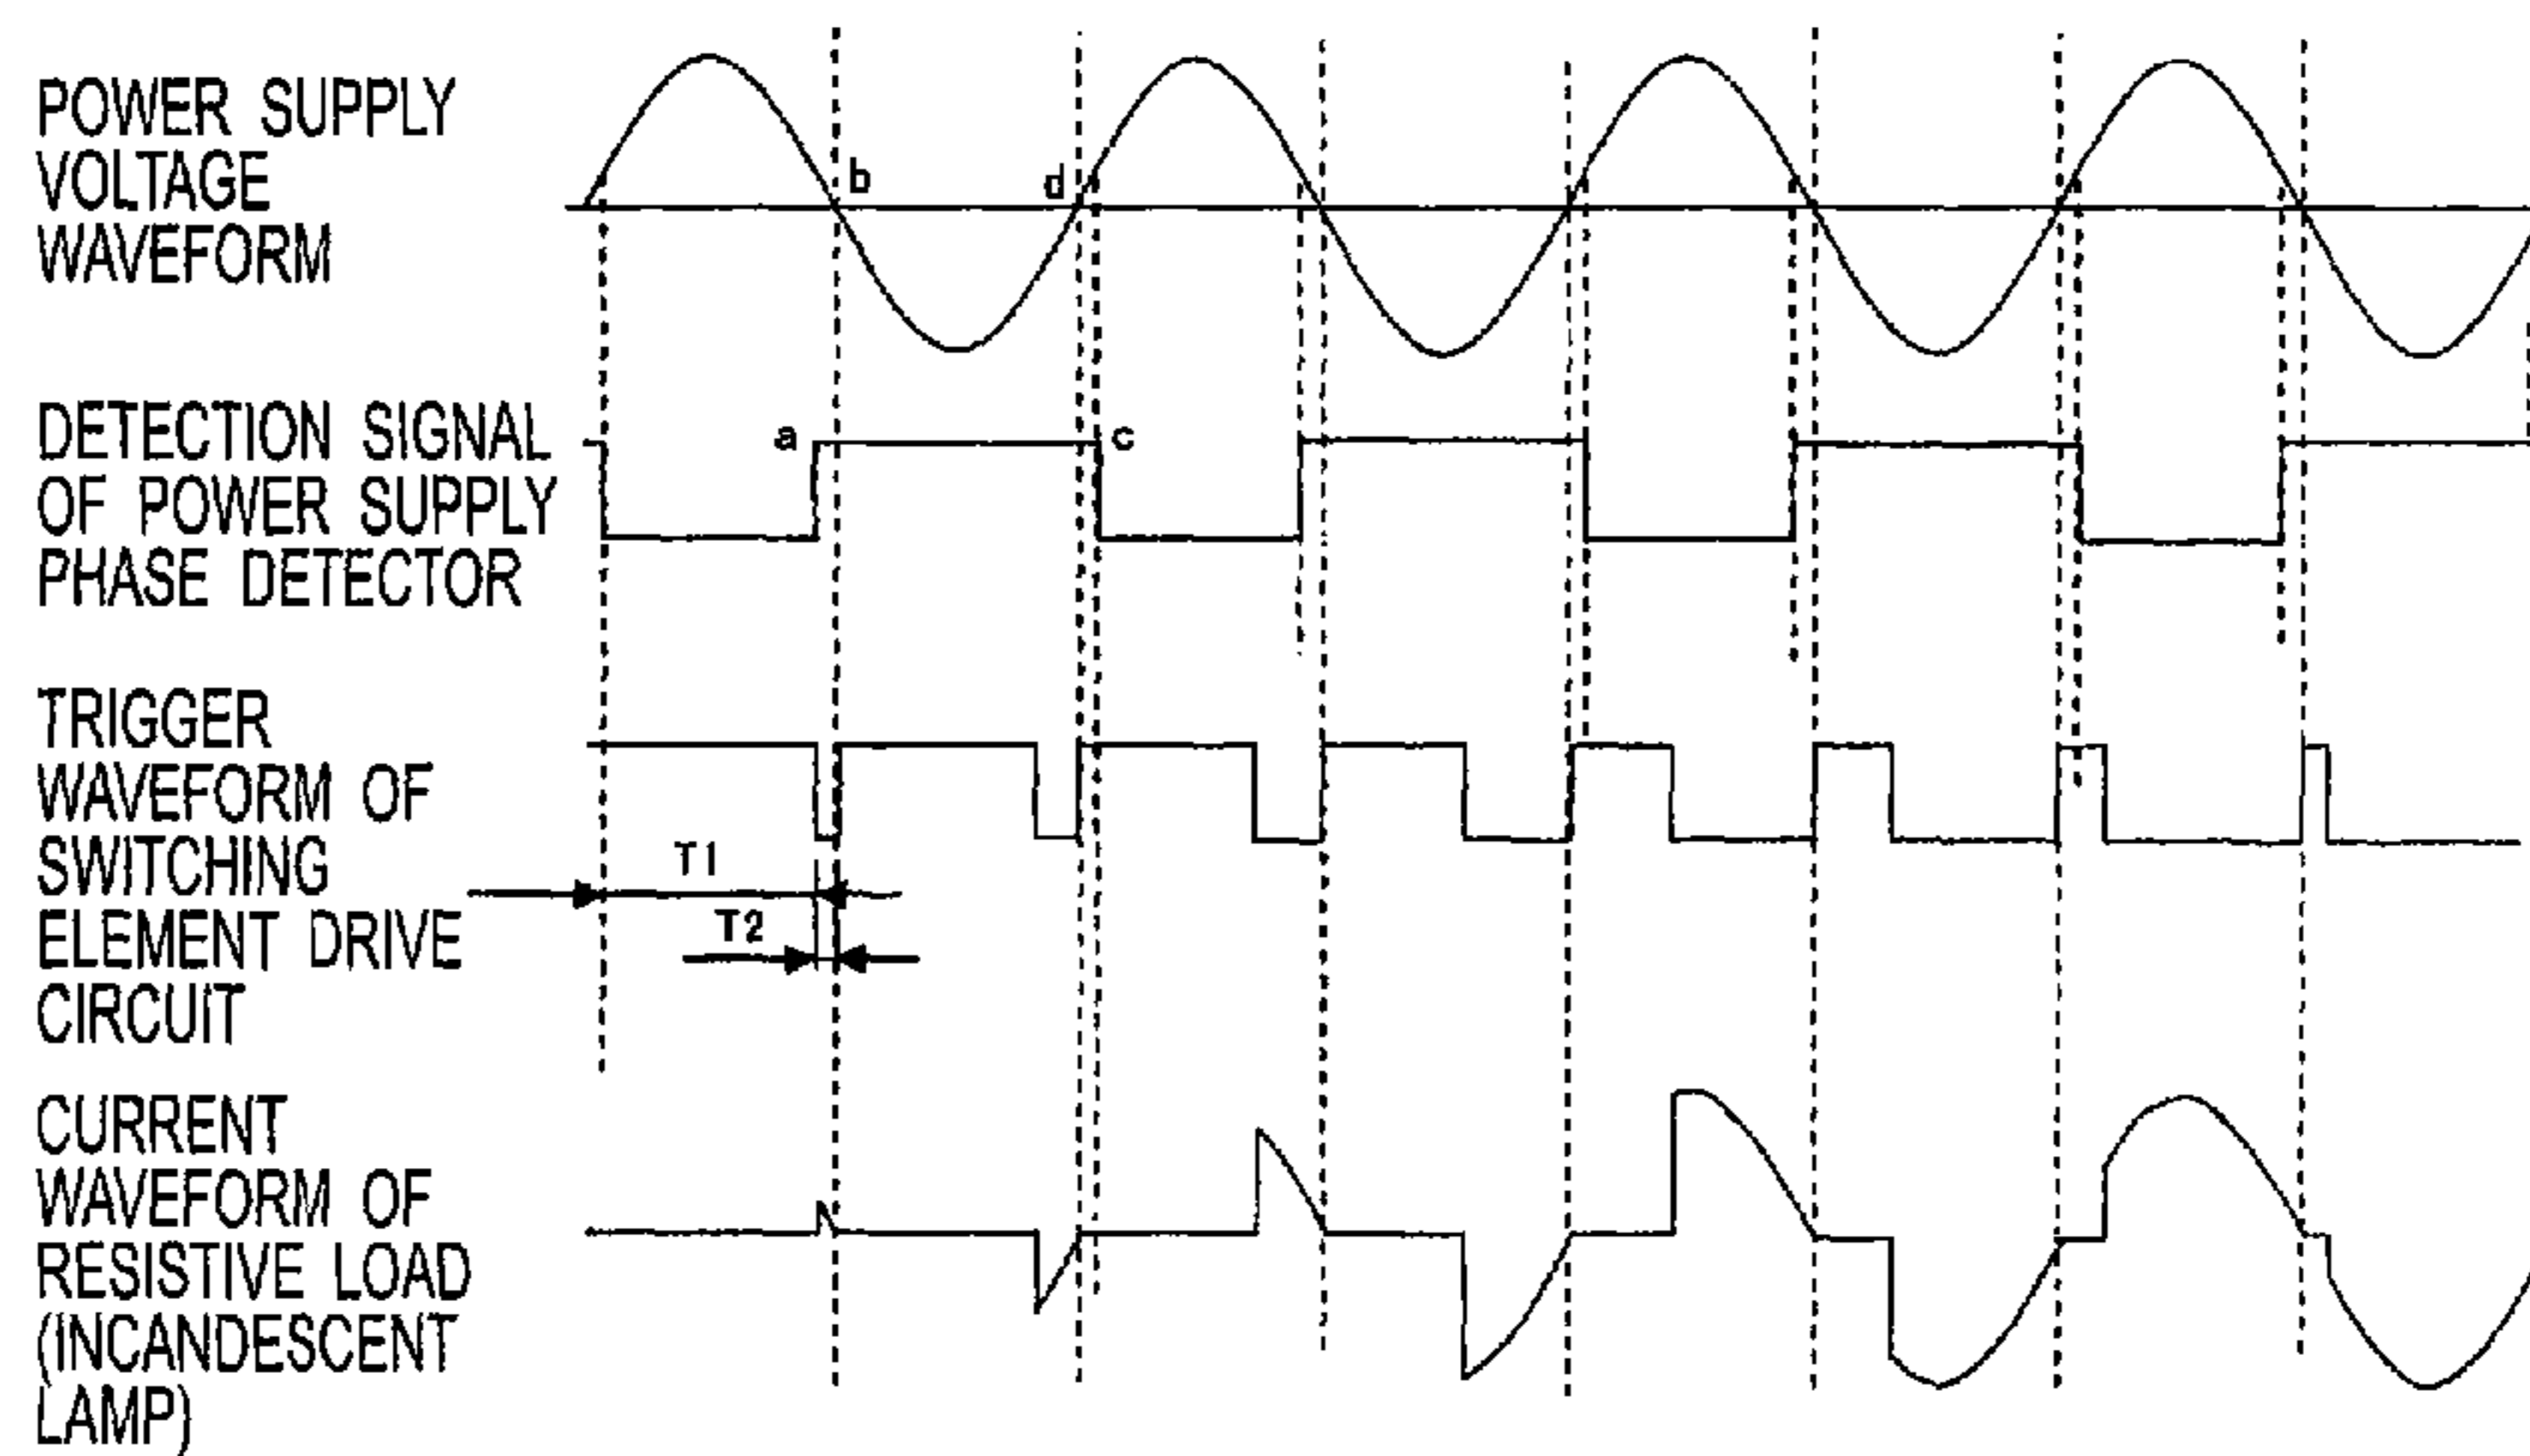 POWER SUPPLY
VOLTAGE
WAVEFORM
b
d
DETECTION SIGNAL
OF POWER SUPPLY
PHASE DETECTOR
a
c
TRIGGER
WAVEFORM OF
SWITCHING
ELEMENT DRIVE
CIRCUIT
T1
T2
CURRENT
WAVEFORM OF
RESISTIVE LOAD
(INCANDESCENT
LAMP)